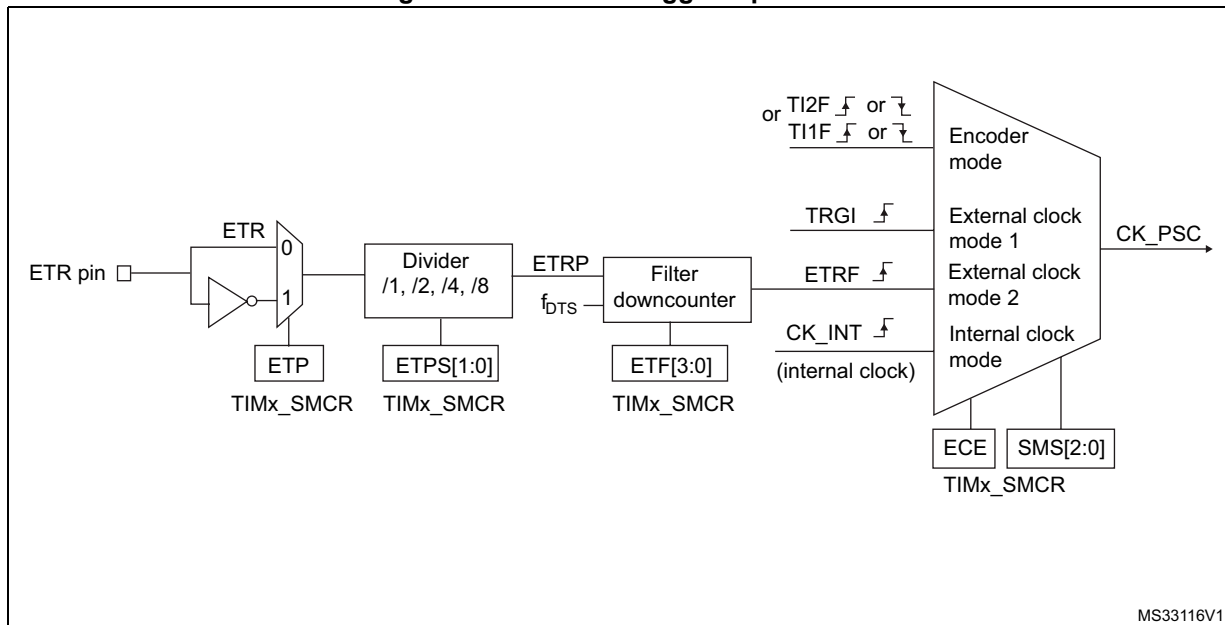 or TI2F or
TI1F or
Encoder
mode
TRGI
External clock
mode 1
CK_PSC
ETR
0
ETR pin
1
Divider
/1, /2, /4, /8
ETRP
fDTS
Filter
downcounter
ETRF
External clock
mode 2
CK_INT
(internal clock)
Internal clock
mode
ETP
TIMx_SMCR
ETPS[1:0]
TIMx_SMCR
ETF[3:0]
TIMx_SMCR
ECE
SMS[2:0]
TIMx_SMCR
MS33116V1